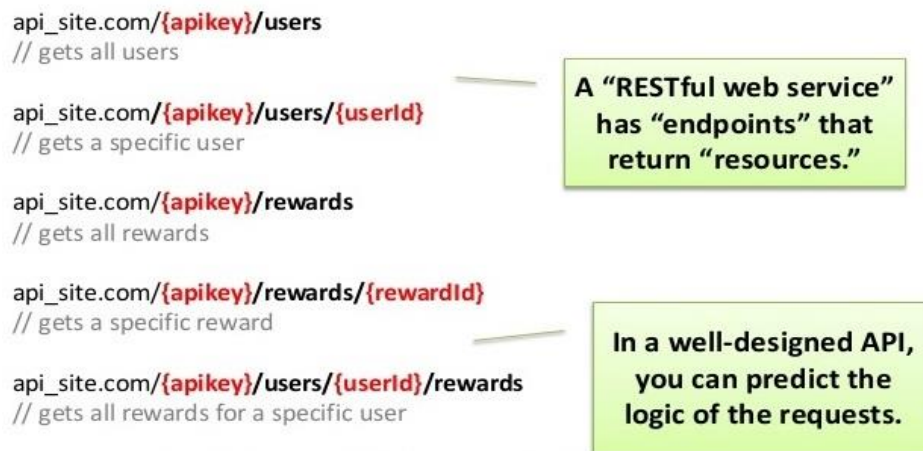 api_site.com/{apikey}/users
// gets all users
api_site.com/{apikey}/users/{userId}
// gets a specific user
api_site.com/{apikey}/rewards
// gets all rewards
api_site.com/{apikey}/rewards/{rewardId}
// gets a specific reward
api_site.com/{apikey}/users/{userId}/rewards
// gets all rewards for a specific user
A “RESTful web service”
has “endpoints” that
return “resources.”
In a well-designed API,
you can predict the
logic of the requests.